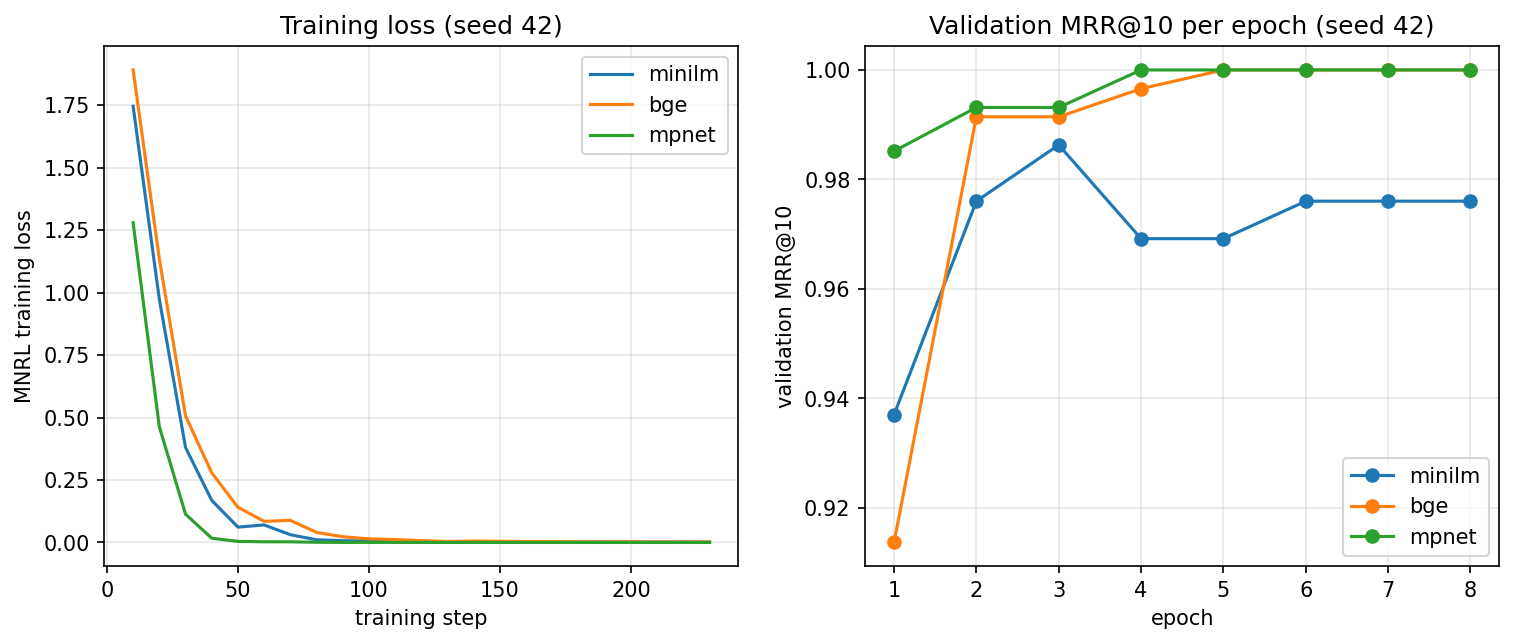 Training loss (seed 42)
MNRL training loss
1.75
1.50
1.25
1.00
0.75
0.50
0.25
0.00
0 50 100 150 200
training step
minilm
bge
mpnet
Validation MRR@10 per epoch (seed 42)
validation MRR@10
1.00
0.98
0.96
0.94
0.92
1 2 3 4 5 6 7 8
epoch
minilm
bge
mpnet